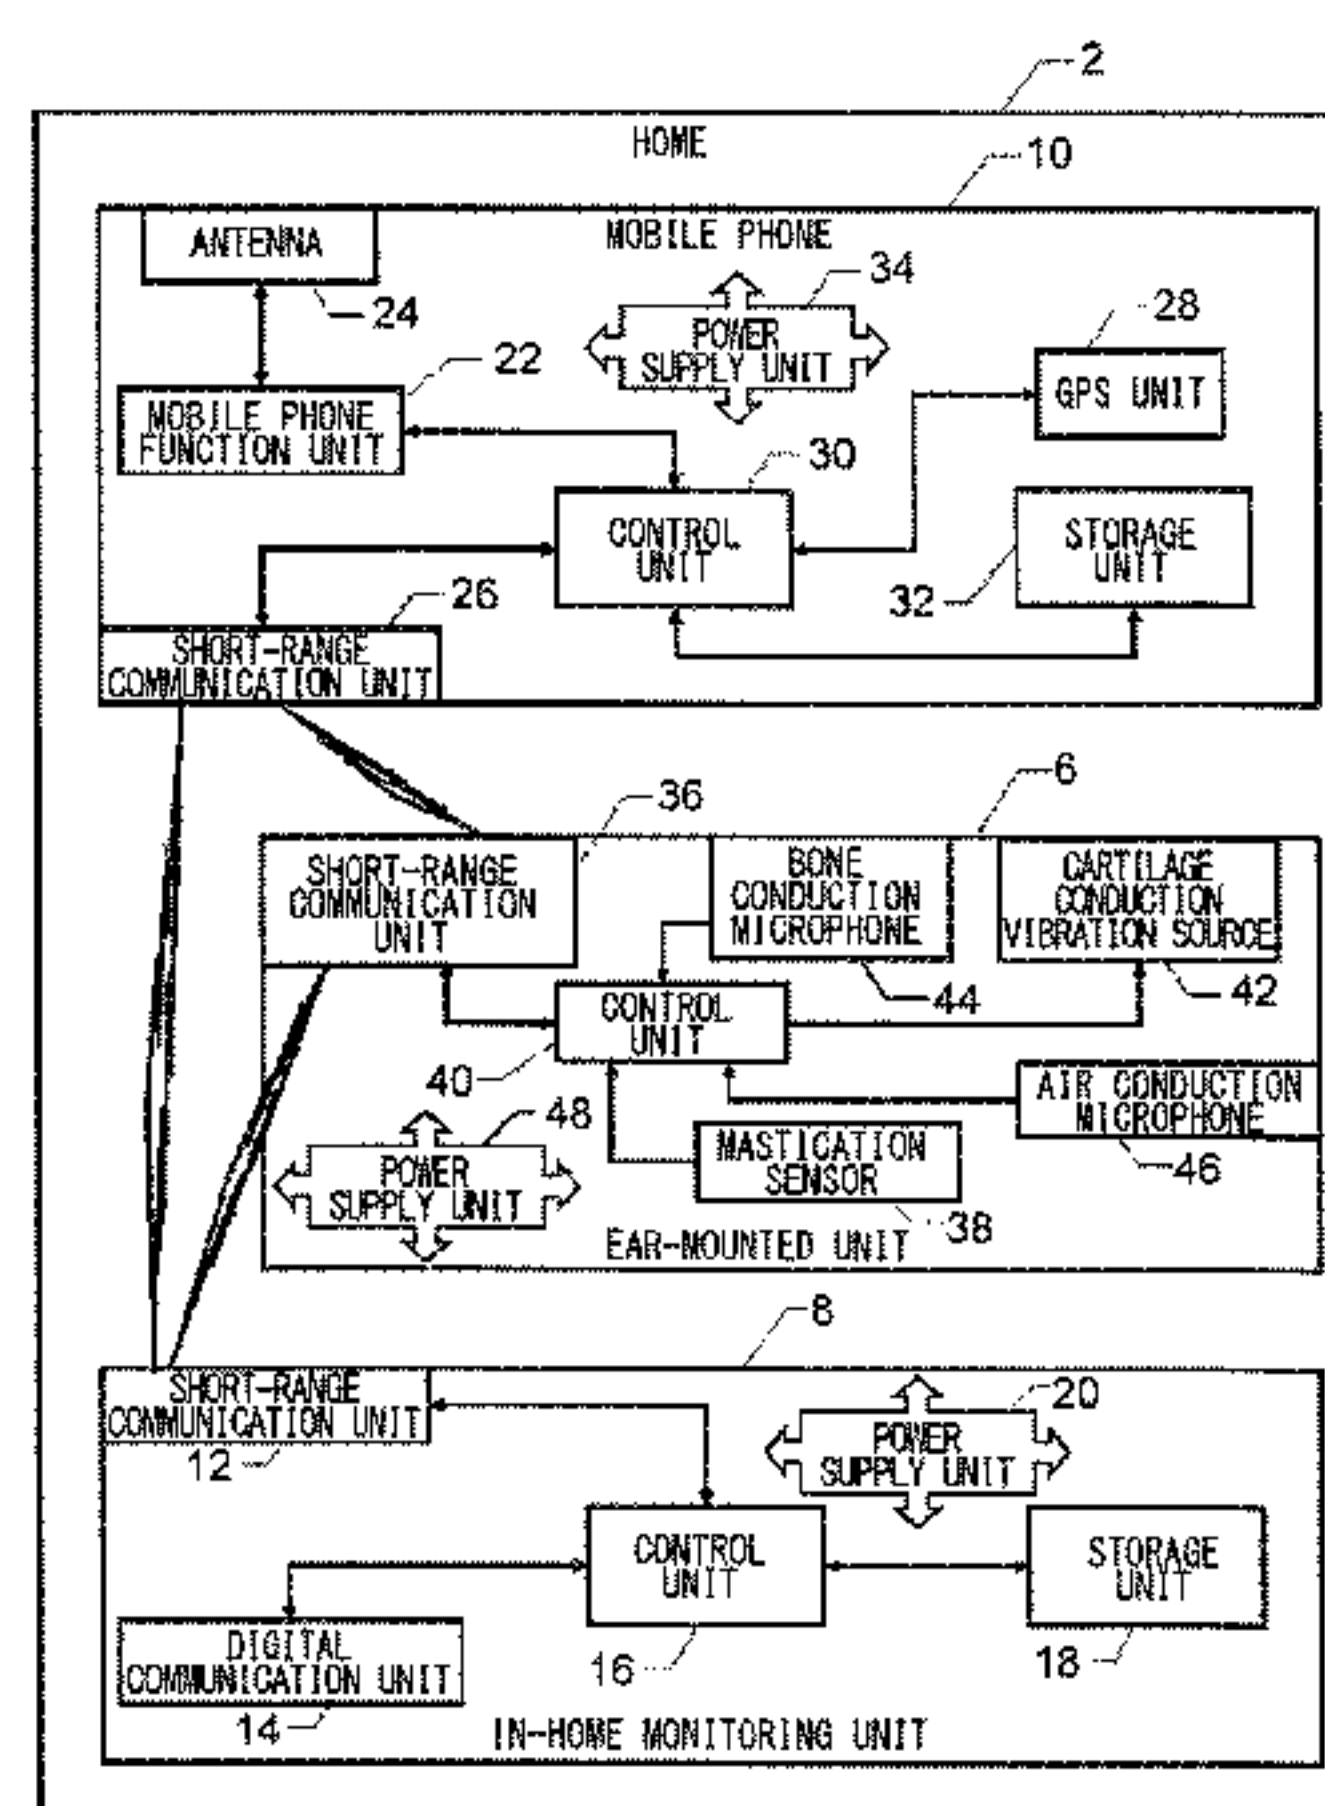 2
HOME
10
ANTENNA
MOBILE PHONE
34
24
28
POWER
SUPPLY UNIT
22
GPS UNIT
MOBILE PHONE
FUNCTION UNIT
30
CONTROL
UNIT
STORAGE
UNIT
32
26
SHORT-RANGE
COMMUNICATION UNIT
6
36
SHORT-RANGE
COMMUNICATION
UNIT
BONE
CONDUCTION
MICROPHONE
CARTILAGE
CONDUCTION
VIBRATION SOURCE
44
42
CONTROL
UNIT
40
AIR CONDUCTION
MICROPHONE
48
46
MASTICATION
SENSOR
POWER
SUPPLY UNIT
38
EAR-MOUNTED UNIT
8
SHORT-RANGE
COMMUNICATION UNIT
20
12
POWER
SUPPLY UNIT
CONTROL
UNIT
STORAGE
UNIT
DIGITAL
COMMUNICATION UNIT
16
18
14
IN-HOME MONITORING UNIT